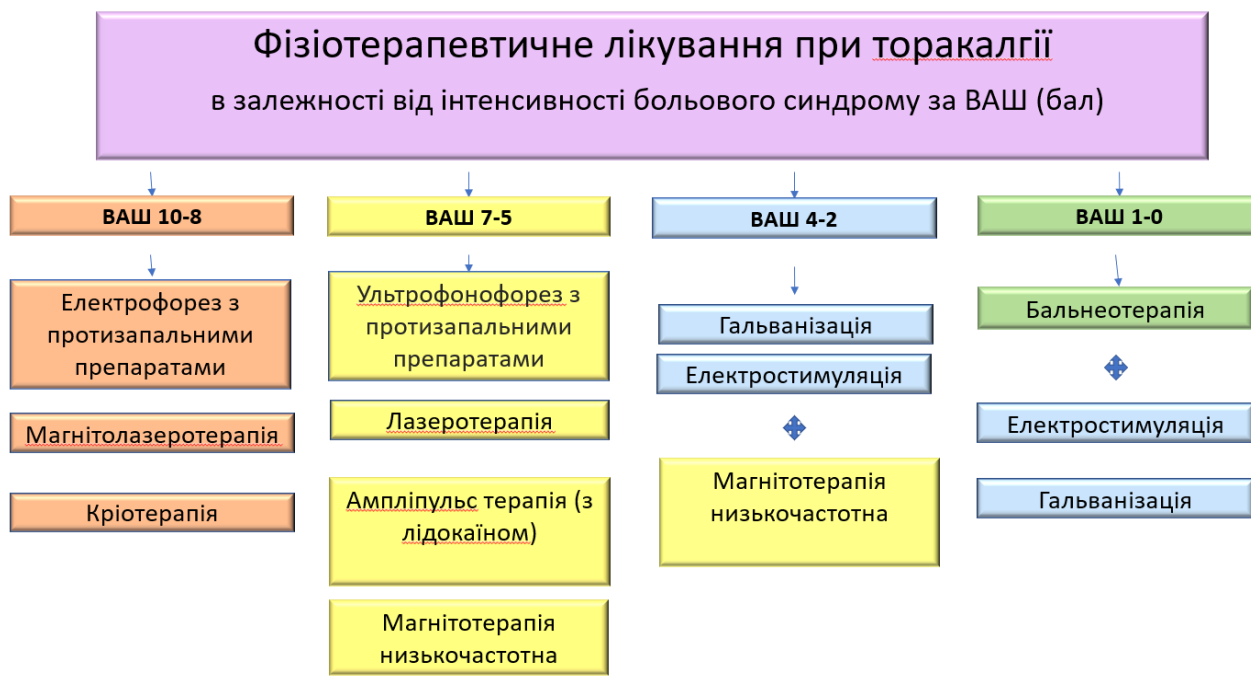 Фізіотерапевтичне лікування при торакалгії
в залежності від інтенсивності больового синдрому за ВАШ (бал)
ВАШ 10-8
Електрофорез з
протизапальними
препаратами
Магнітолазеротерапія
Кріотерапія
ВАШ 7-5
Ультрофонофорез з
протизапальними
препаратами
Лазеротерапія
Ампліпульс терапія (з
лідокаїном)
Магнітотерапія
низькочастотна
ВАШ 4-2
Гальванізація
Електростимуляція
Магнітотерапія
низькочастотна
ВАШ 1-0
Бальнеотерапія
Електростимуляція
Гальванізація